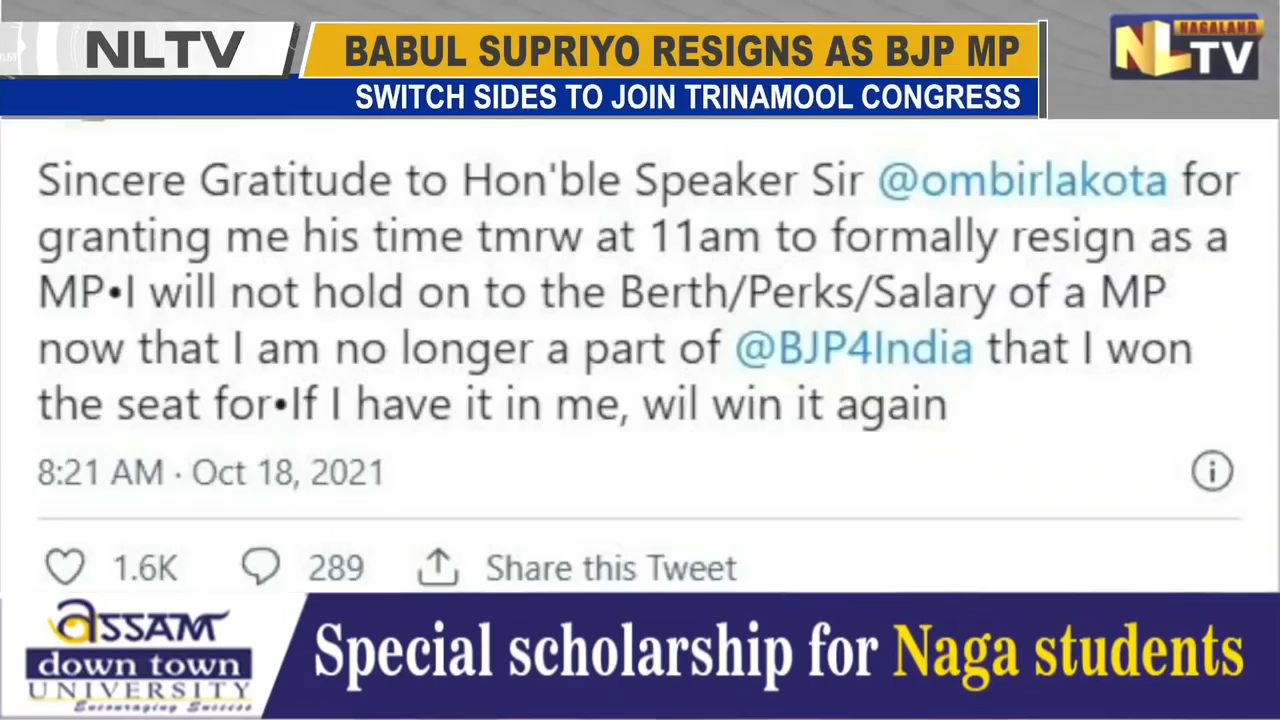 NLTV
BABUL SUPRIYO RESIGNS AS BJP MP
SWITCH SIDES TO JOIN TRINAMOOL CONGRESS
NAGALAND
NLTV
Sincere Gratitude to Hon'ble Speaker Sir @ombirlakota for
granting me his time tmrw at 11am to formally resign as a
MP•I will not hold on to the Berth/Perks/Salary of a MP
now that I am no longer a part of @BJP4India that I won
the seat for•If I have it in me, wil win it again
8:21 AM · Oct 18, 2021
1.6K 289 Share this Tweet
assam
down town
UNIVERSITY
Encouraging Success
Special scholarship for Naga students